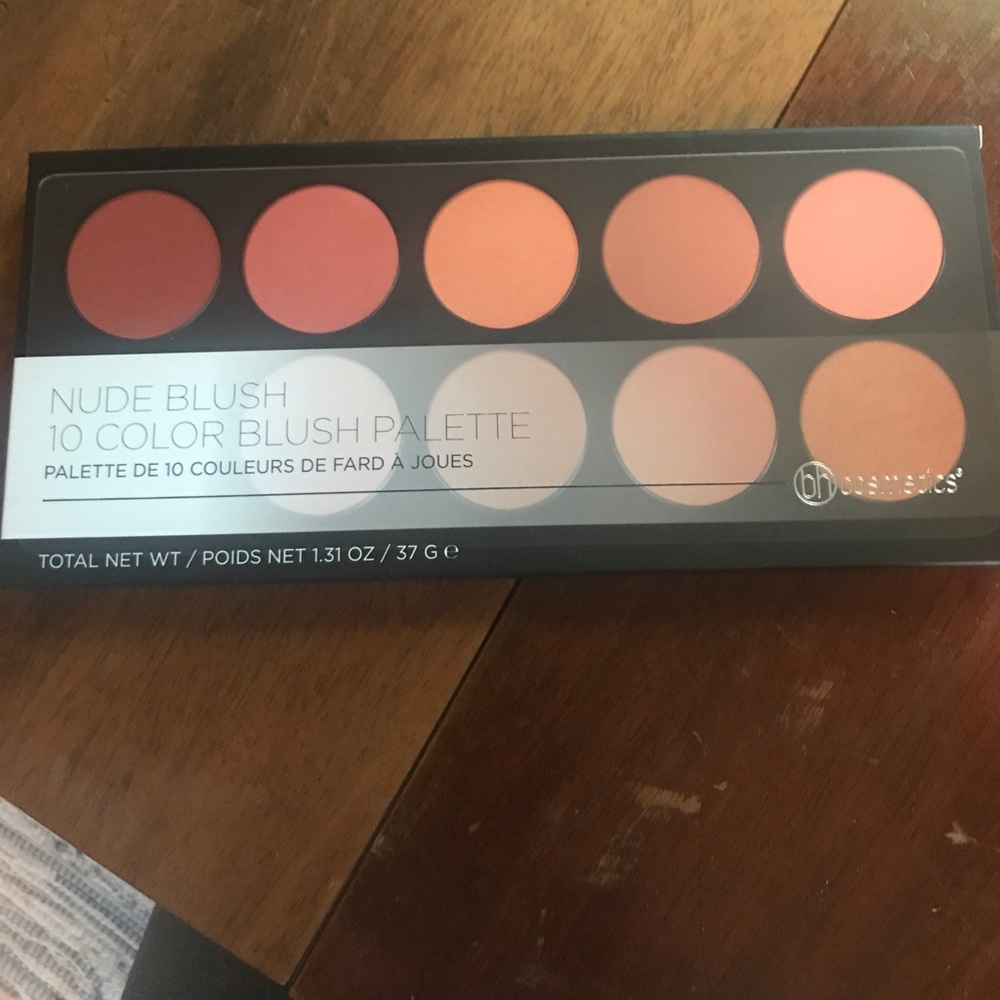 NUDE BLUSH
10 COLOR BLUSH PALETTE
PALETTE DE 10 COULEURS DE FARD À JOUES
bh cosmetics®
TOTAL NET WT / POIDS NET 1.31 OZ / 37 G ℮